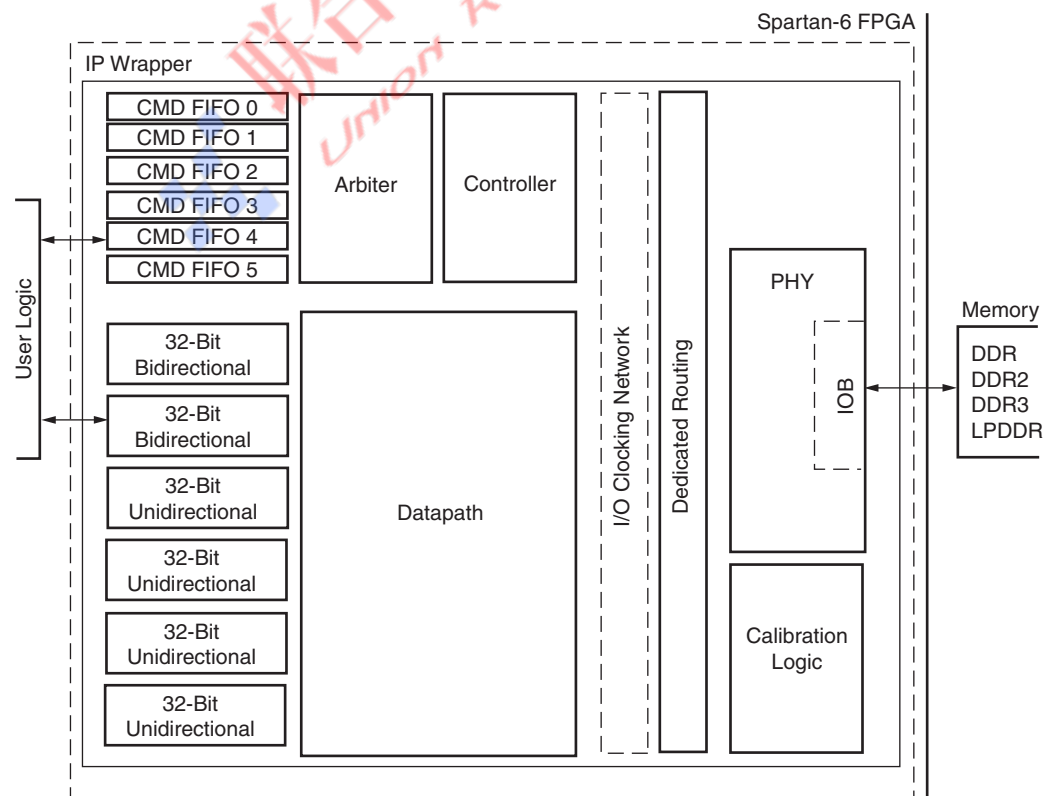 Spartan-6 FPGA
IP Wrapper
CMD FIFO 0
CMD FIFO 1
CMD FIFO 2
CMD FIFO 3
CMD FIFO 4
CMD FIFO 5
Arbiter
Controller
User Logic
32-Bit
Bidirectional
32-Bit
Bidirectional
32-Bit
Unidirectional
32-Bit
Unidirectional
32-Bit
Unidirectional
32-Bit
Unidirectional
Datapath
I/O Clocking Network
Dedicated Routing
PHY
IOB
Calibration
Logic
Memory
DDR
DDR2
DDR3
LPDDR
联合
Union